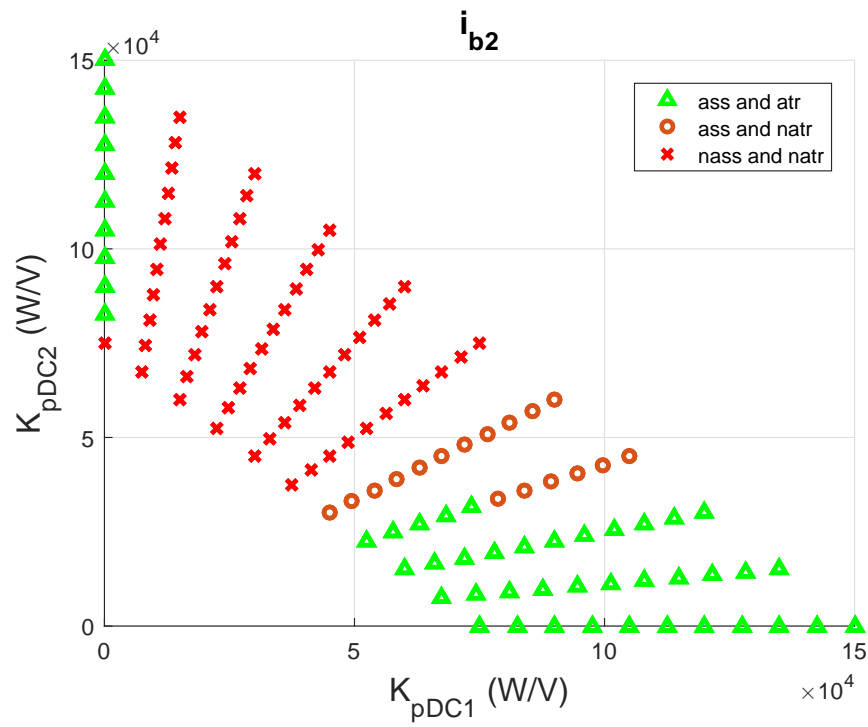 i_b2
×10^4
15
10
5
0
K_pDC2 (W/V)
ass and atr
ass and natr
nass and natr
0 5 10 15
×10^4
K_pDC1 (W/V)